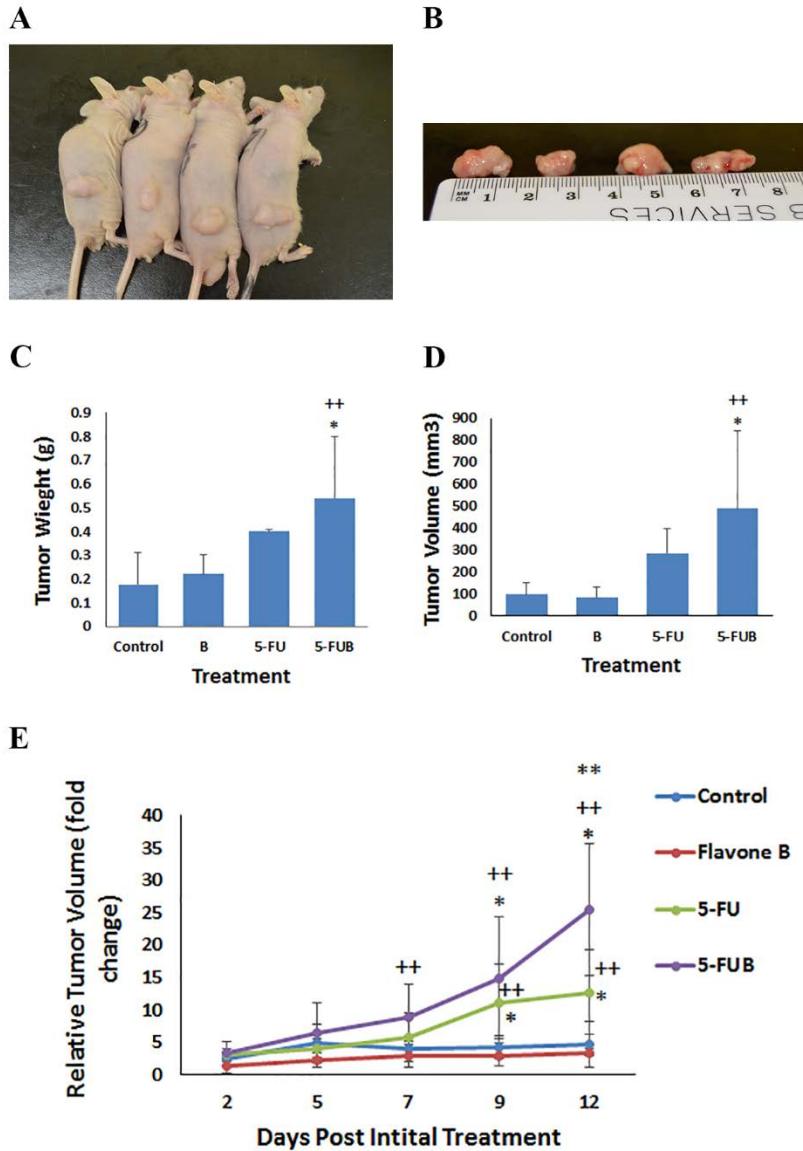 A
B
MM
CM 1 2 3 4 5 6 7 8
B SERVICES
C
D
++
*
0.9
0.8
0.7
0.6
0.5
0.4
0.3
0.2
0.1
0
Tumor Wieght (g)
Control B 5-FU 5-FUB
Treatment
++
*
900
800
700
600
500
400
300
200
100
0
Tumor Volume (mm3)
Control B 5-FU 5-FUB
Treatment
E
Relative Tumor Volume (fold
change)
40
35
30
25
20
15
10
5
0
++
++
*
++
*
**
++
*
++
*
2 5 7 9 12
Days Post Intital Treatment
Control
Flavone B
5-FU
5-FUB